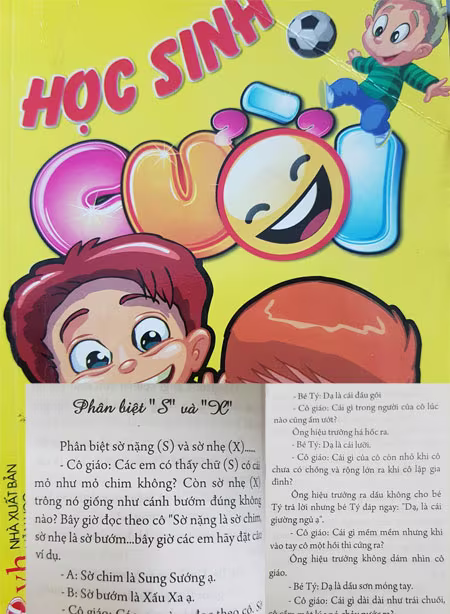 HỌC SINH
CƯỜI
NHÀ XUẤT BẢN
Phân biệt "S" và "X"
Phân biệt sờ nặng (S) và sờ nhẹ (X).....
- Cô giáo: Các em có thấy chữ (S) có cái
mỏ như mỏ chim không? Còn sờ nhẹ (X)
trông nó giống như cánh bướm đúng không
nào? Bây giờ đọc theo cô "Sờ nặng là sờ chim,
sờ nhẹ là sờ bướm...bây giờ các em hãy đặt câu
ví dụ.
- A: Sờ chim là Sung Sướng ạ.
- B: Sờ bướm là Xấu Xa ạ.
- Bé Tý: Dạ là cái đầu gối
- Cô giáo: Cái gì trong người của cô lúc
nào cũng ẩm ướt?
Ông hiệu trưởng há hốc ra.
- Bé Tý: Dạ là cái lưỡi.
- Cô giáo: Cái gì của cô còn nhỏ khi cô
chưa có chồng và rộng lớn ra khi cô lập gia
đình?
Ông hiệu trưởng ra dấu không cho bé
Tý trả lời nhưng bé Tý đáp ngay: "Dạ, là cái
giường ngủ ạ".
- Cô giáo: Cái gì mềm mềm nhưng khi
vào tay cô một hồi thì cứng ra?
Ông hiệu trưởng không dám nhìn cô
giáo.
- Bé Tý: Dạ là dầu sơn móng tay.
- Cô giáo: Cái gì dài dài như trái chuối,